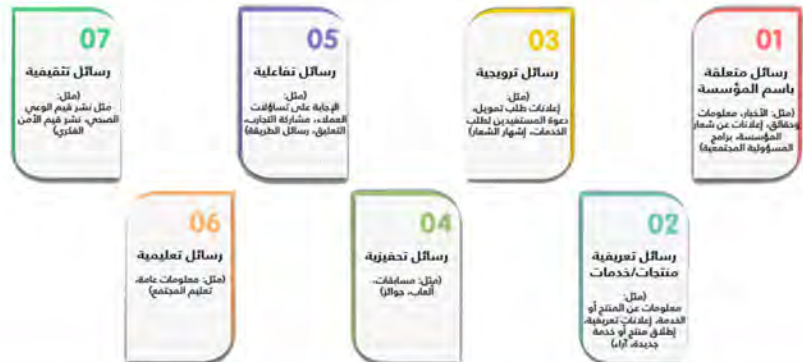 01
رسائل متعلقة
باسم المؤسسة
(مثل: الأخبار، معلومات
وحقائق، إعلانات عن شعار
المؤسسة، برامج
المسؤولية المجتمعية)
02
رسائل تعريفية
منتجات/خدمات
(مثل:
معلومات عن المنتج أو
الخدمة، إعلانات تعريفية،
إطلاق منتج أو خدمة
جديدة، آراء)
03
رسائل ترويجية
(مثل:
إعلانات طلب تمويل،
دعوة المستفيدين لطلب
الخدمات، إشهار الشعار)
04
رسائل تحفيزية
(مثل: مسابقات،
ألعاب، جوائز)
05
رسائل تفاعلية
(مثل:
الإجابة على تساؤلات
العملاء، مشاركة التجارب،
التعليق، رسائل الطريقة)
06
رسائل تعليمية
(مثل: معلومات عامة،
تعليم المجتمع)
07
رسائل تثقيفية
(مثل:
مثل نشر قيم الوعي
الصحي، نشر قيم الأمن
الفكري)